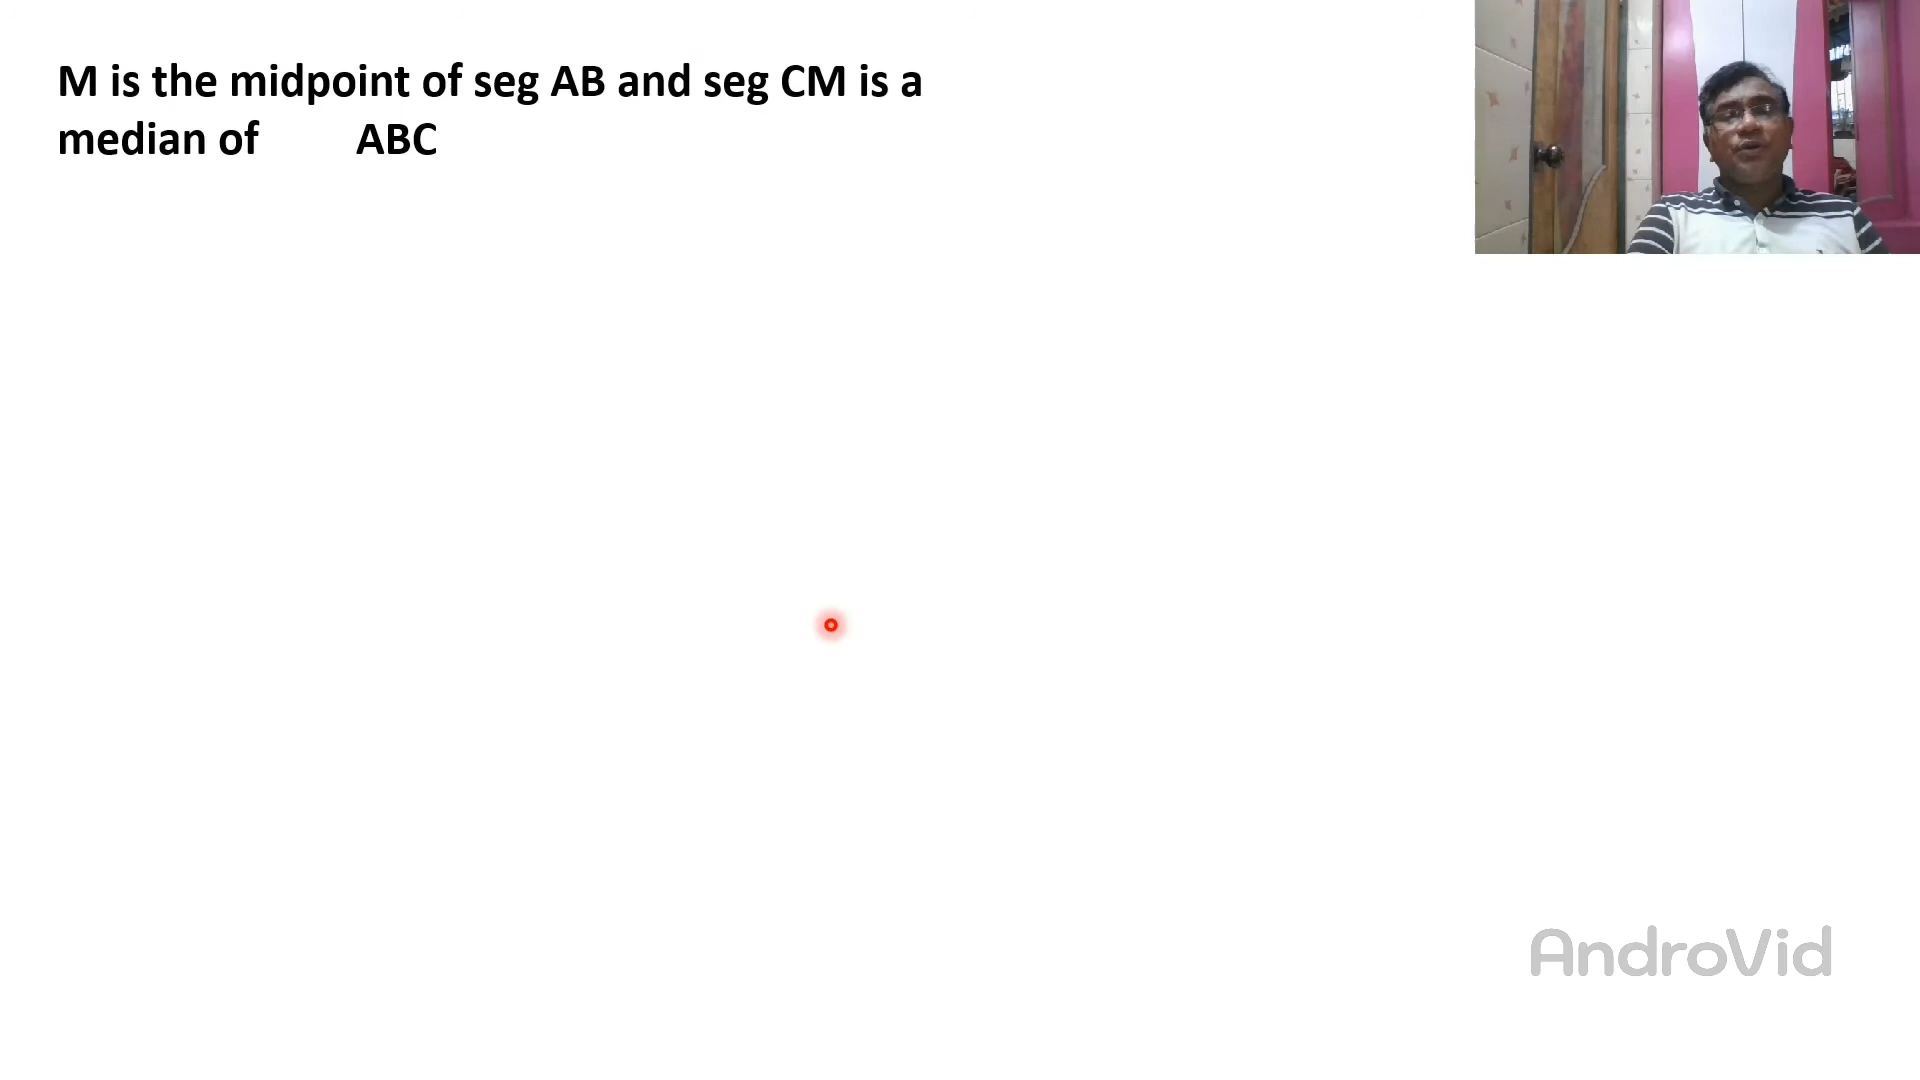 M is the midpoint of seg AB and seg CM is a
median of ABC
AndroVid